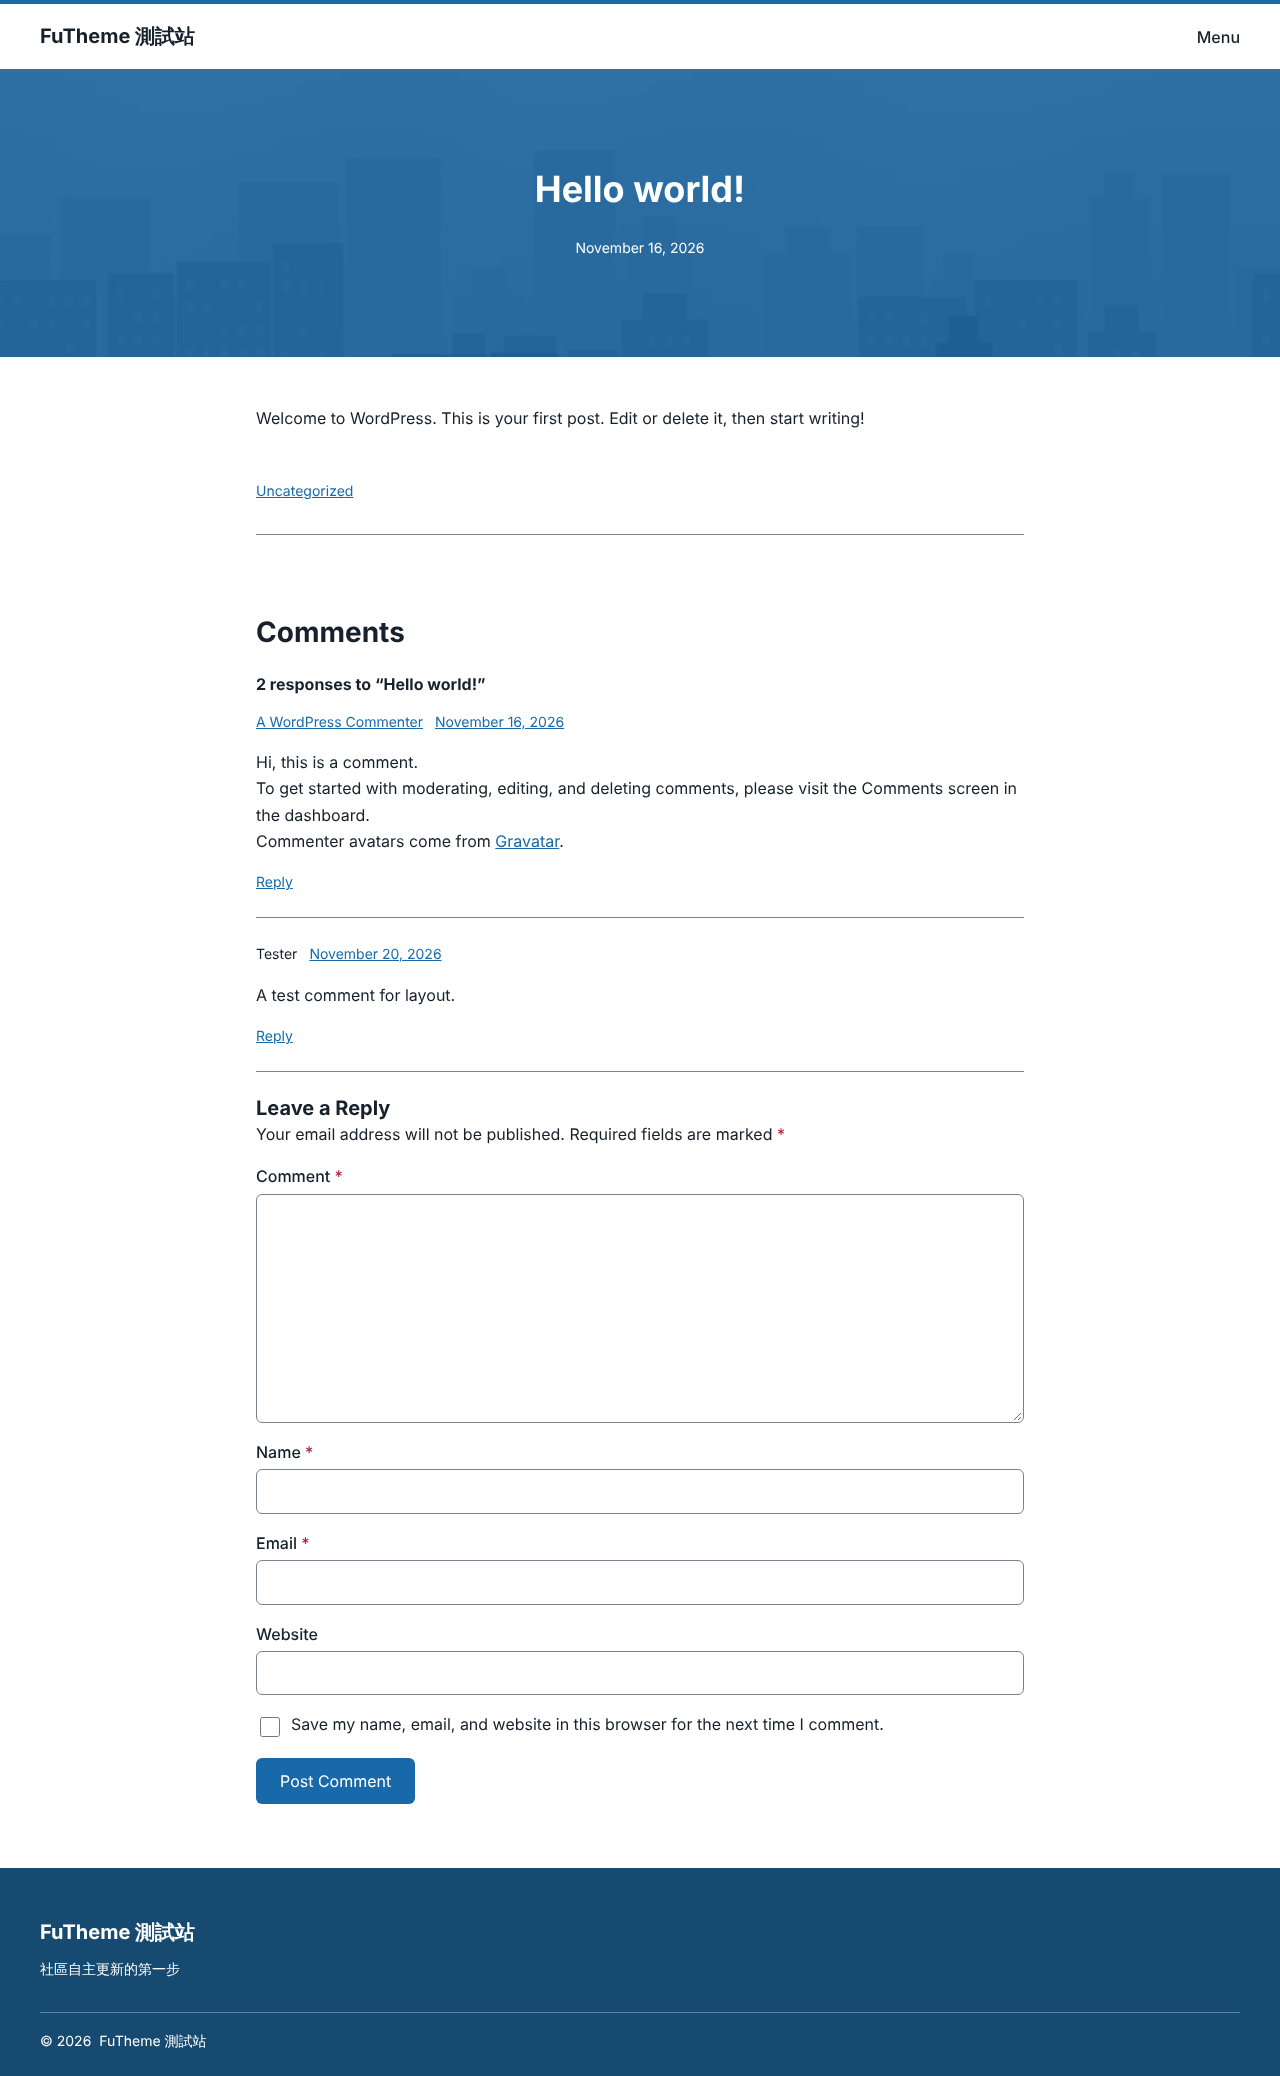 FuTheme 測試站
Menu
Hello world!
November 16, 2026
Welcome to WordPress. This is your first post. Edit or delete it, then start writing!
Uncategorized
Comments
2 responses to “Hello world!”
A WordPress Commenter November 16, 2026
Hi, this is a comment.
To get started with moderating, editing, and deleting comments, please visit the Comments screen in
the dashboard.
Commenter avatars come from Gravatar.
Reply
Tester November 20, 2026
A test comment for layout.
Reply
Leave a Reply
Your email address will not be published. Required fields are marked *
Comment *
Name *
Email *
Website
Save my name, email, and website in this browser for the next time I comment.
Post Comment
FuTheme 測試站
社區自主更新的第一步
© 2026 FuTheme 測試站